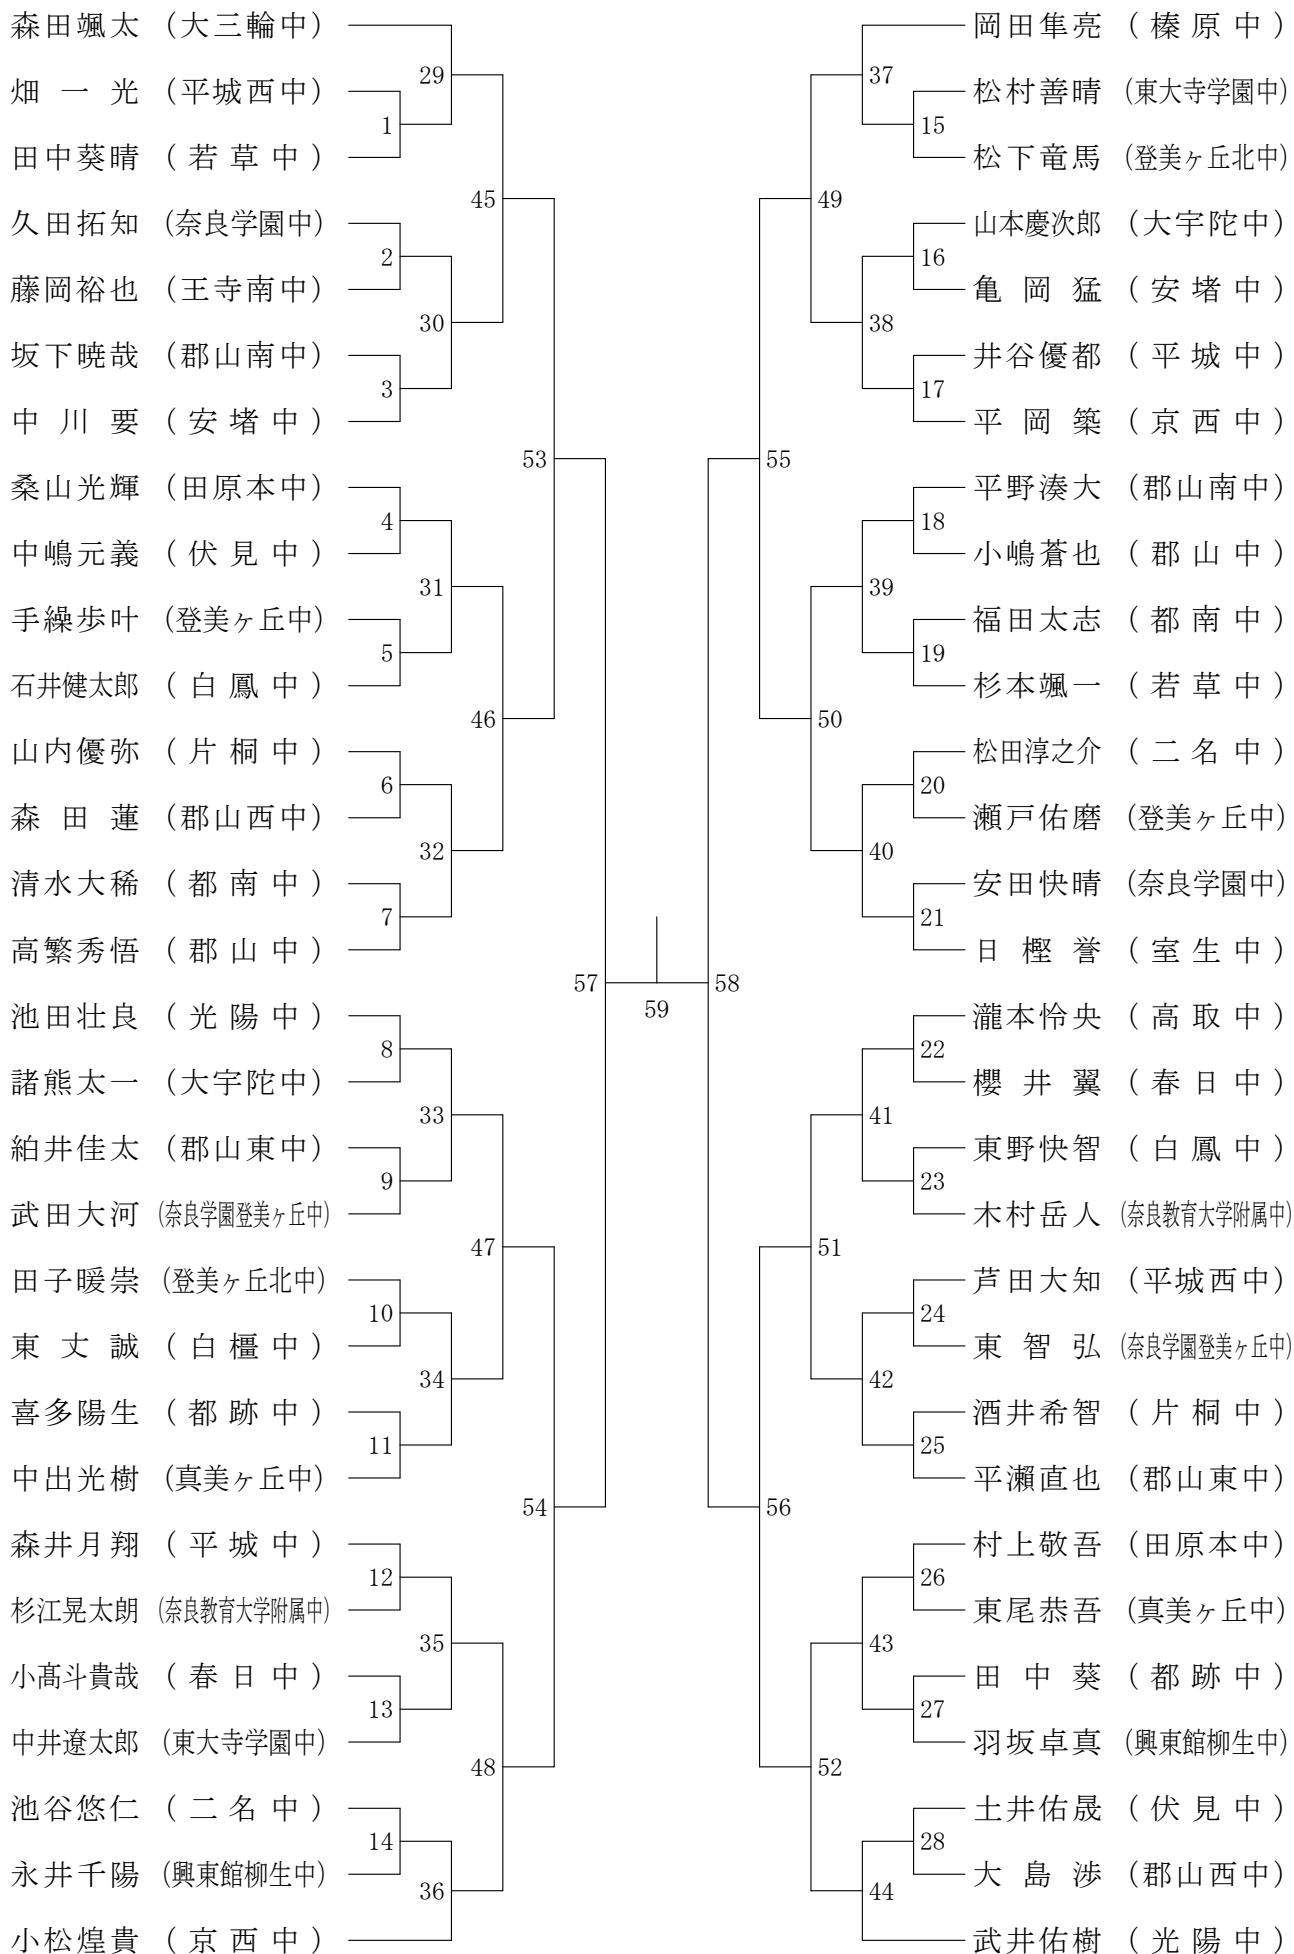 森田颯太 (大三輪中)
畑一光 (平城西中)
田中葵晴 (若草中)
久田拓知 (奈良学園中)
藤岡裕也 (王寺南中)
坂下暁哉 (郡山南中)
中川要 (安堵中)
桑山光輝 (田原本中)
中嶋元義 (伏見中)
手繰歩叶 (登美ヶ丘中)
石井健太郎 (白鳳中)
山内優弥 (片桐中)
森田蓮 (郡山西中)
清水大稀 (都南中)
高繁秀悟 (郡山中)
池田壮良 (光陽中)
諸熊太一 (大宇陀中)
絈井佳太 (郡山東中)
武田大河 (奈良学園登美ヶ丘中)
田子暖崇 (登美ヶ丘北中)
東丈誠 (白橿中)
喜多陽生 (都跡中)
中出光樹 (真美ヶ丘中)
森井月翔 (平城中)
杉江晃太朗 (奈良教育大学附属中)
小髙斗貴哉 (春日中)
中井遼太郎 (東大寺学園中)
池谷悠仁 (二名中)
永井千陽 (興東館柳生中)
小松煌貴 (京西中)
1
2
3
4
5
6
7
8
9
10
11
12
13
14
29
30
31
32
33
34
35
36
45
46
47
48
53
54
57
59
58
55
56
49
50
51
52
37
38
39
40
41
42
43
44
15
16
17
18
19
20
21
22
23
24
25
26
27
28
岡田隼亮 (榛原中)
松村善晴 (東大寺学園中)
松下竜馬 (登美ヶ丘北中)
山本慶次郎 (大宇陀中)
亀岡猛 (安堵中)
井谷優都 (平城中)
平岡築 (京西中)
平野湊大 (郡山南中)
小嶋蒼也 (郡山中)
福田太志 (都南中)
杉本颯一 (若草中)
松田淳之介 (二名中)
瀬戸佑磨 (登美ヶ丘中)
安田快晴 (奈良学園中)
日樫誉 (室生中)
瀧本怜央 (高取中)
櫻井翼 (春日中)
東野快智 (白鳳中)
木村岳人 (奈良教育大学附属中)
芦田大知 (平城西中)
東智弘 (奈良学園登美ヶ丘中)
酒井希智 (片桐中)
平瀬直也 (郡山東中)
村上敬吾 (田原本中)
東尾恭吾 (真美ヶ丘中)
田中葵 (都跡中)
羽坂卓真 (興東館柳生中)
土井佑晟 (伏見中)
大島渉 (郡山西中)
武井佑樹 (光陽中)